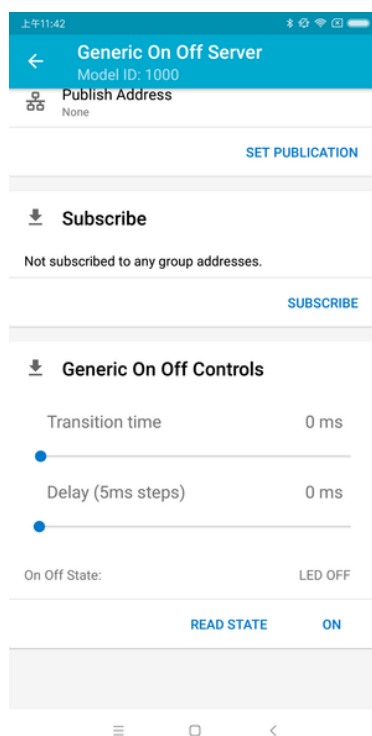 上午11:42
Generic On Off Server
Model ID: 1000
Publish Address
None
SET PUBLICATION
Subscribe
Not subscribed to any group addresses.
SUBSCRIBE
Generic On Off Controls
Transition time 0 ms
Delay (5ms steps) 0 ms
On Off State: LED OFF
READ STATE ON